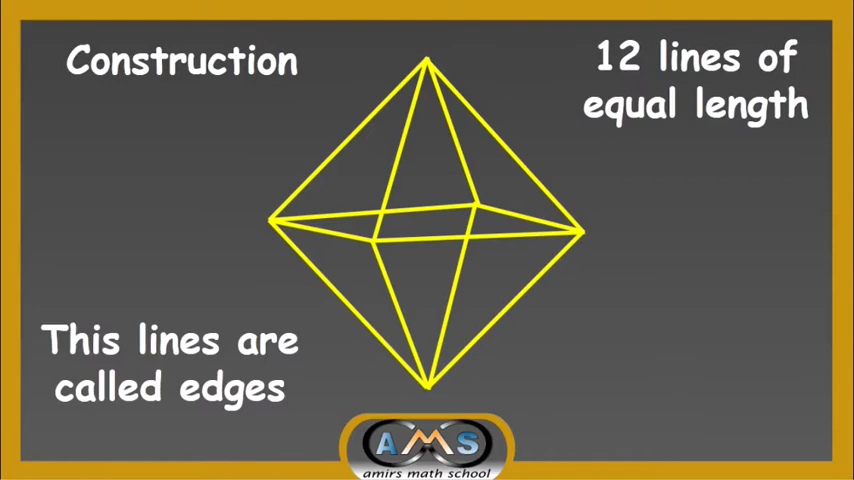 Construction
12 lines of
equal length
This lines are
called edges
AMS
amirs math school